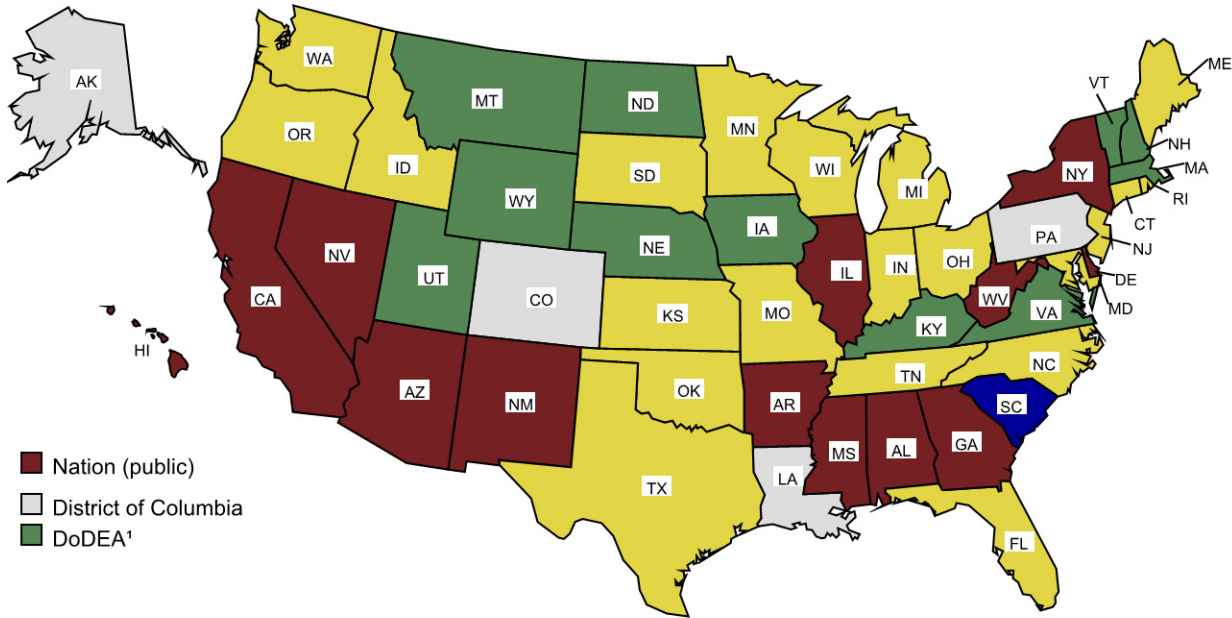 AK
WA
MT
ND
MN
ME
VT
OR
ID
SD
WI
MI
NY
NH
MA
RI
CT
WY
NE
IA
PA
NJ
NV
UT
CO
IL
IN
OH
DE
MD
CA
KS
MO
WV
VA
KY
HI
AZ
NM
OK
AR
TN
NC
SC
MS
AL
GA
LA
TX
FL
Nation (public)
District of Columbia
DoDEA¹